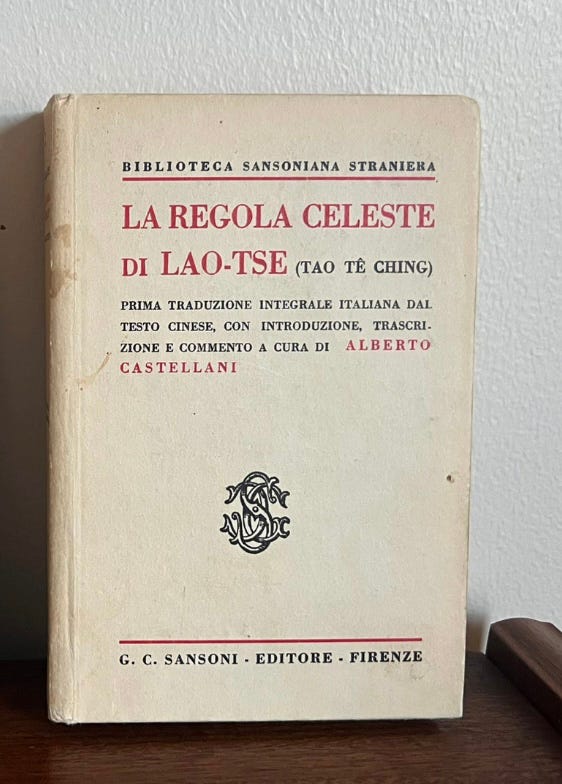 BIBLIOTECA SANSONIANA STRANIERA
LA REGOLA CELESTE
DI LAO-TSE (TAO TÊ CHING)
PRIMA TRADUZIONE INTEGRALE ITALIANA DAL
TESTO CINESE, CON INTRODUZIONE, TRASCRI-
ZIONE E COMMENTO A CURA DI ALBERTO
CASTELLANI
G. C. SANSONI - EDITORE - FIRENZE